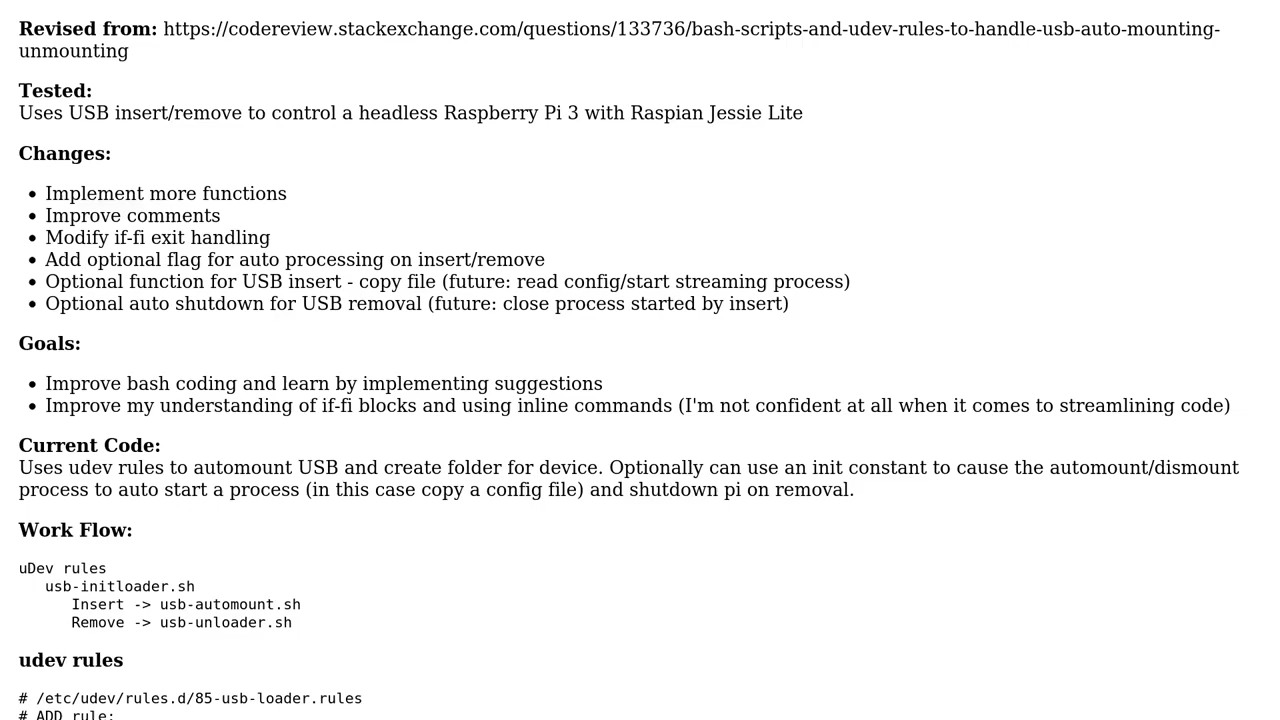 Revised from: https://codereview.stackexchange.com/questions/133736/bash-scripts-and-udev-rules-to-handle-usb-auto-mounting-
unmounting
Tested:
Uses USB insert/remove to control a headless Raspberry Pi 3 with Raspian Jessie Lite
Changes:
• Implement more functions
• Improve comments
• Modify if-fi exit handling
• Add optional flag for auto processing on insert/remove
• Optional function for USB insert - copy file (future: read config/start streaming process)
• Optional auto shutdown for USB removal (future: close process started by insert)
Goals:
• Improve bash coding and learn by implementing suggestions
• Improve my understanding of if-fi blocks and using inline commands (I'm not confident at all when it comes to streamlining code)
Current Code:
Uses udev rules to automount USB and create folder for device. Optionally can use an init constant to cause the automount/dismount
process to auto start a process (in this case copy a config file) and shutdown pi on removal.
Work Flow:
uDev rules
   usb-initloader.sh
      Insert -> usb-automount.sh
      Remove -> usb-unloader.sh
udev rules
# /etc/udev/rules.d/85-usb-loader.rules
# ADD rule: